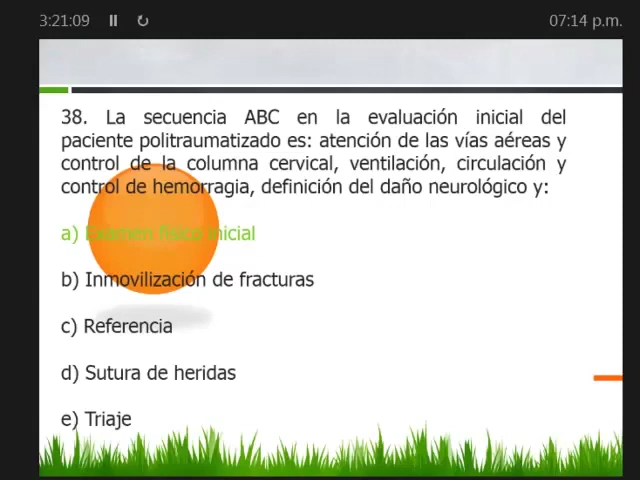 3:21:09
07:14 p.m.
38. La secuencia ABC en la evaluación inicial del
paciente politraumatizado es: atención de las vías aéreas y
control de la columna cervical, ventilación, circulación y
control de hemorragia, definición del daño neurológico y:
a) Examen físico inicial
b) Inmovilización de fracturas
c) Referencia
d) Sutura de heridas
e) Triaje